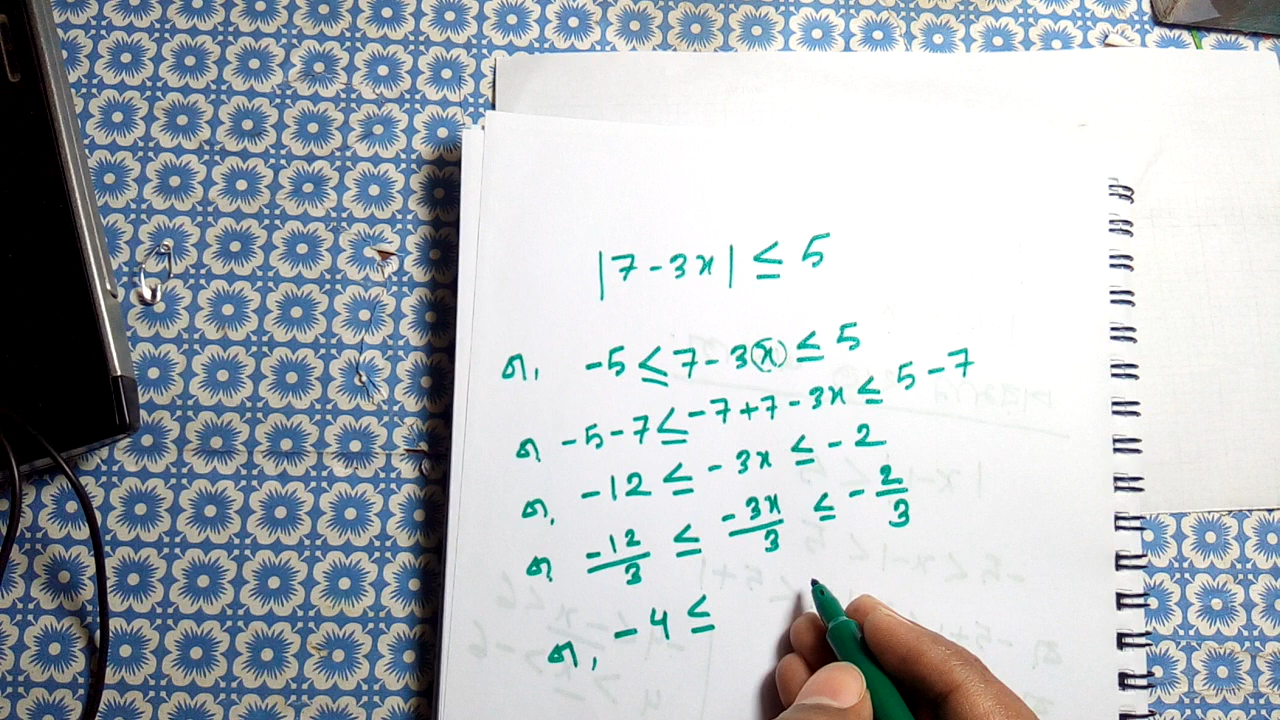 |7-3x| ≤ 5
বা, -5 ≤ 7-3x ≤ 5
বা -5-7 ≤ -7+7-3x ≤ 5-7
বা, -12 ≤ -3x ≤ -2
বা -12/3 ≤ -3x/3 ≤ -2/3
বা, -4 ≤